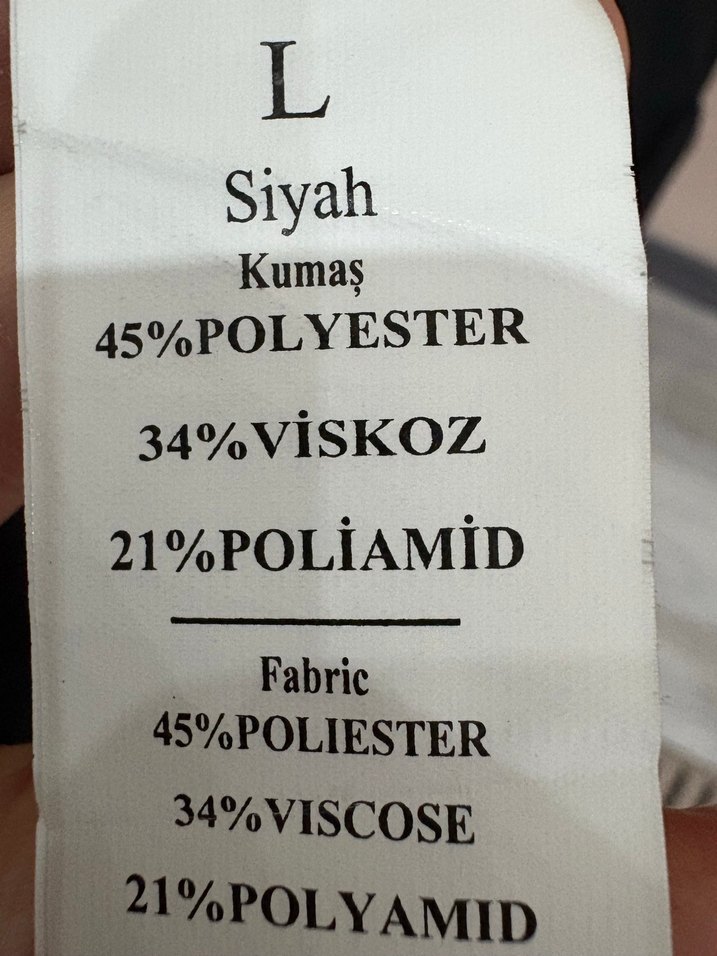 L
Siyah
Kumaş
45%POLYESTER
34%VİSKOZ
21%POLİAMİD
Fabric
45%POLIESTER
34%VISCOSE
21%POLYAMID